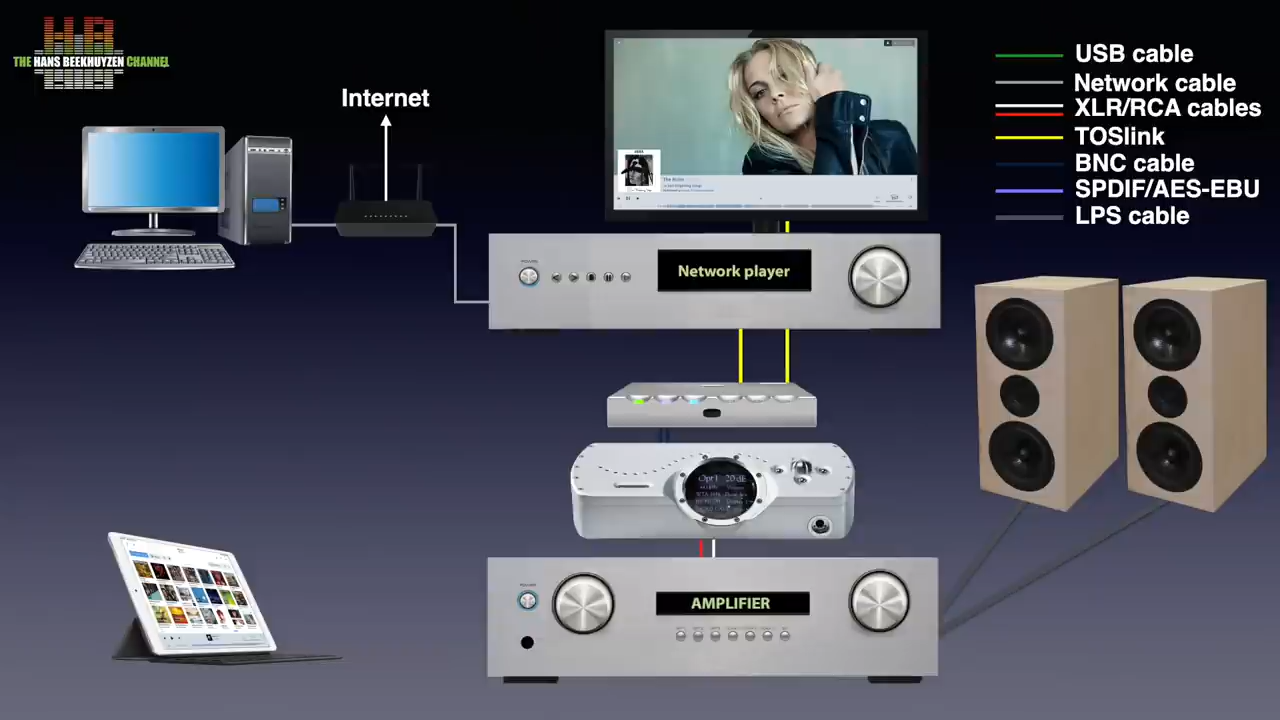 THE HANS BEEKHUYZEN CHANNEL
Internet
USB cable
Network cable
XLR/RCA cables
TOSlink
BNC cable
SPDIF/AES-EBU
LPS cable
Network player
AMPLIFIER